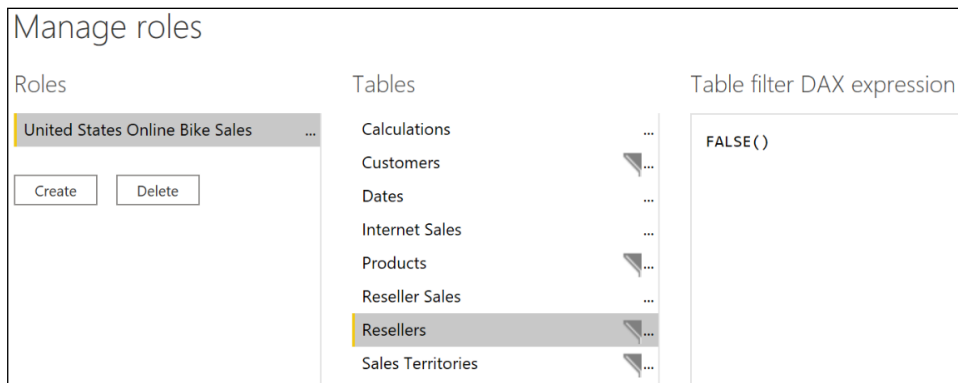 Manage roles
Roles
Tables
Table filter DAX expression
United States Online Bike Sales ...
Create Delete
Calculations ...
Customers ...
Dates ...
Internet Sales ...
Products ...
Reseller Sales ...
Resellers ...
Sales Territories ...
FALSE()